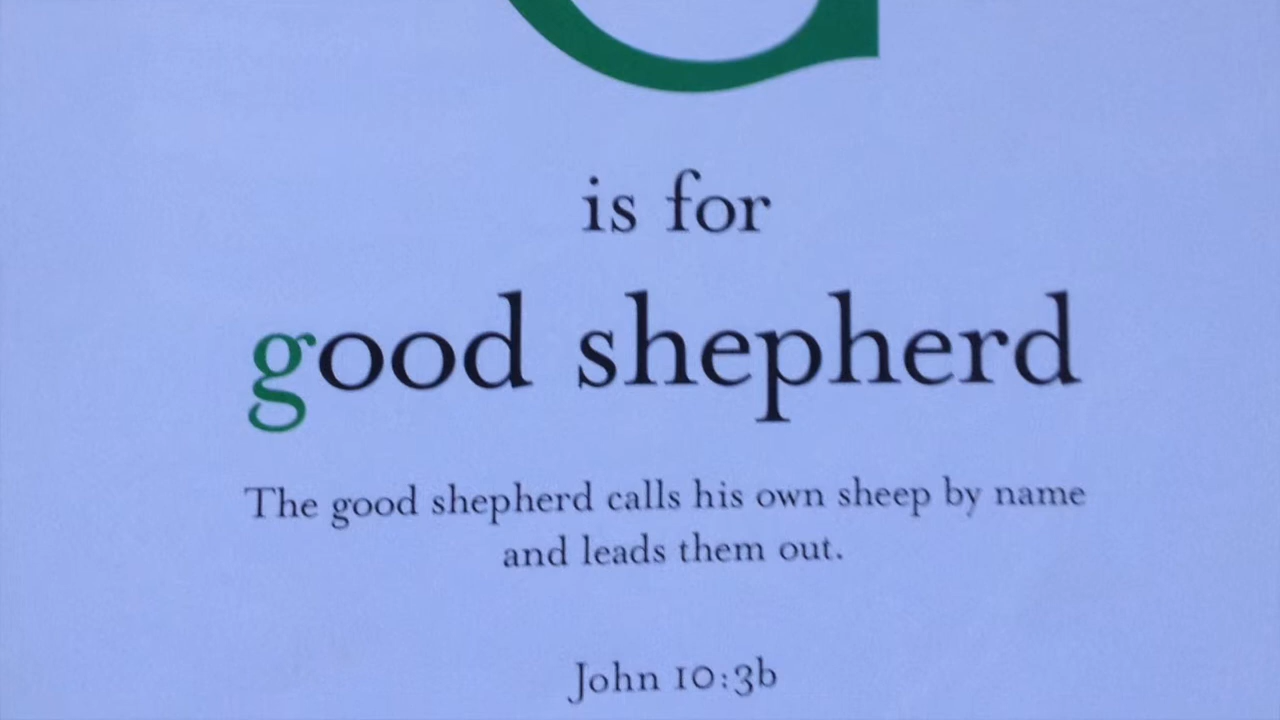 is for
good shepherd
The good shepherd calls his own sheep by name
and leads them out.
John 10:3b